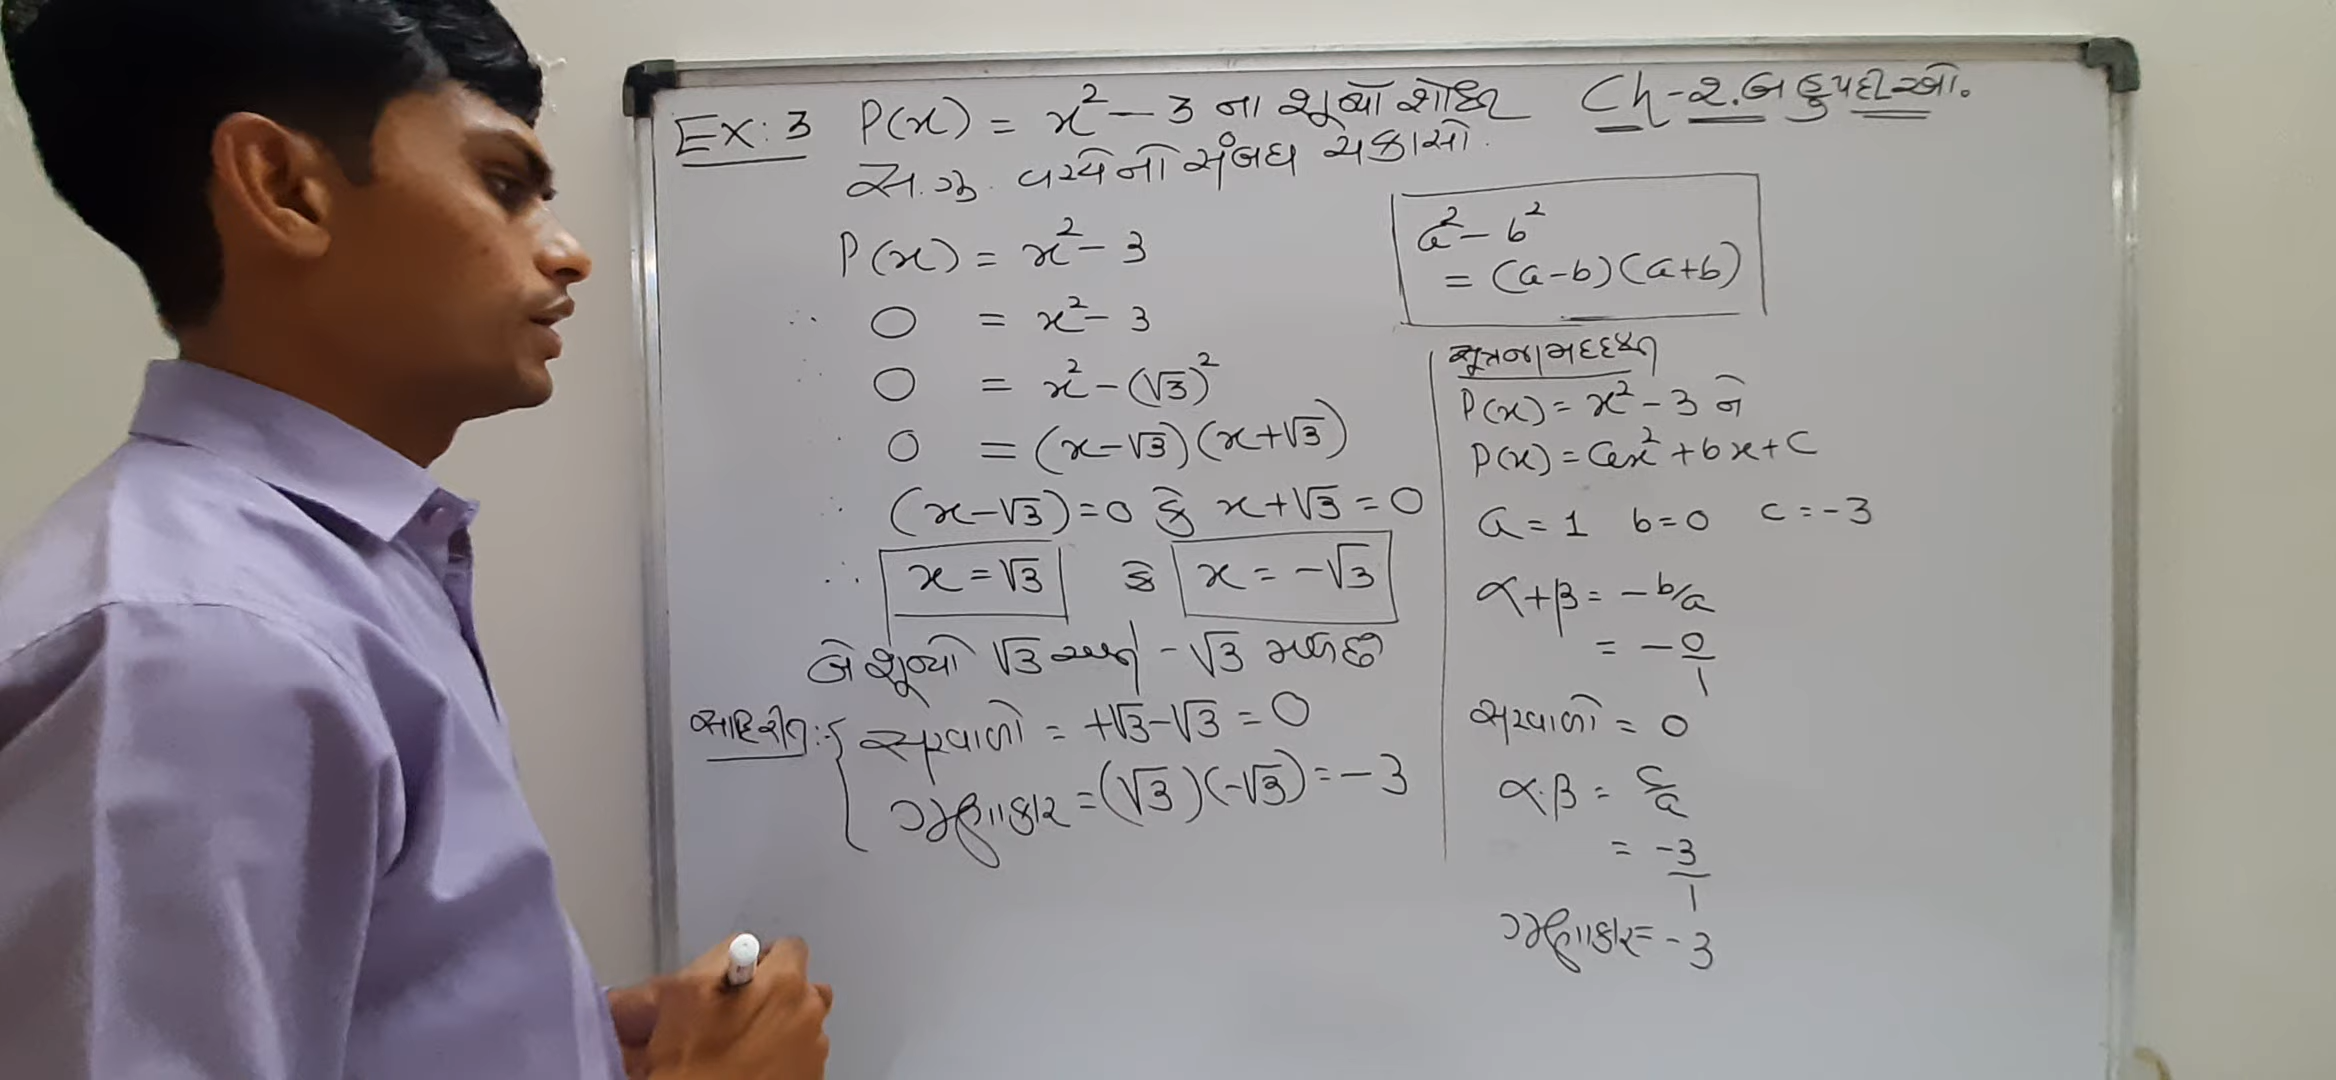 Ex: 3 P(x) = x² - 3 ના શૂન્યો શોધી Ch-2. બહુપદીઓ.
સ.ગુ. વચ્ચેનો સંબંધ ચકાસો.
P(x) = x² - 3
∴ 0 = x² - 3
0 = x² - (√3)²
0 = (x-√3)(x+√3)
∴ (x-√3)=0 કે x+√3=0
∴ x=√3 કે x=-√3
બે શૂન્યો √3 અને -√3 મળે છે
સાદિ રીત:- સરવાળો = +√3-√3 = 0
ગુણાકાર = (√3)(-√3) = -3
a² - b²
= (a-b)(a+b)
સૂત્રના મદદથી
P(x) = x² - 3 ને
P(x) = ax² + bx + c
a = 1 b = 0 c = -3
α+β = -b/a
= -0/1
સરવાળો = 0
α.β = c/a
= -3/1
ગુણાકાર = -3